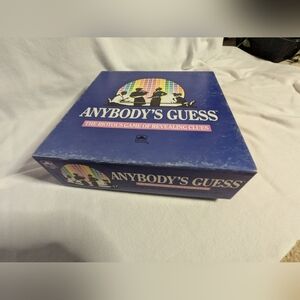 ANYBODY'S GUESS
THE RIOTOUS GAME OF REVEALING CLUES
ANYBODY'S GUESS